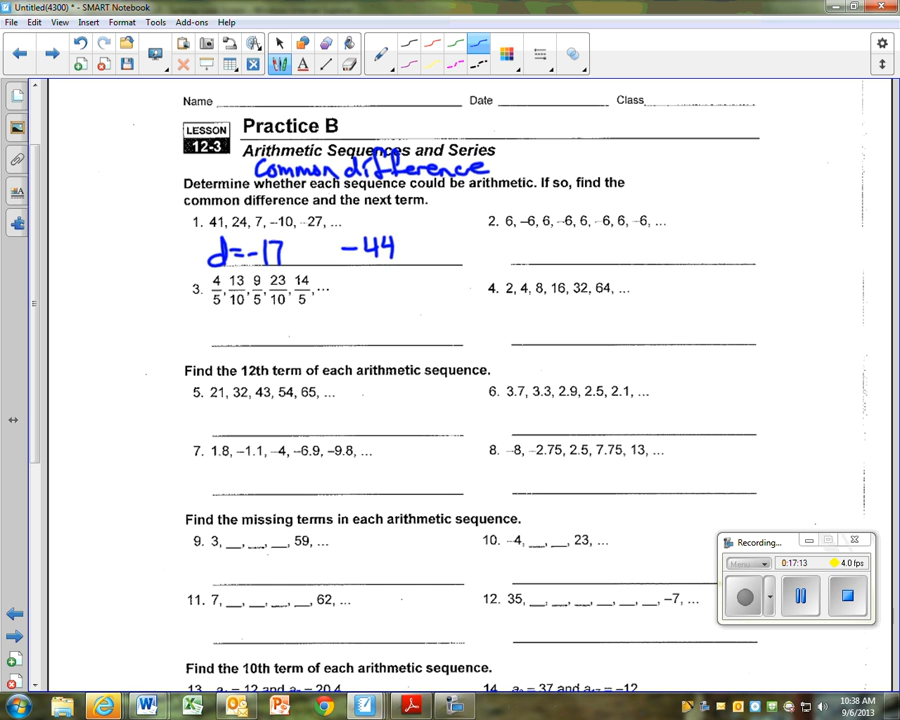 Untitled(4300) * - SMART Notebook
File Edit View Insert Format Tools Add-ons Help
Name Date Class
LESSON
12-3
Practice B
Arithmetic Sequences and Series
Common difference
Determine whether each sequence could be arithmetic. If so, find the
common difference and the next term.
1. 41, 24, 7, −10, −27, ...
2. 6, −6, 6, −6, 6, −6, 6, −6, ...
d=-17 -44
3. 4/5, 13/10, 9/5, 23/10, 14/5, ...
4. 2, 4, 8, 16, 32, 64, ...
Find the 12th term of each arithmetic sequence.
5. 21, 32, 43, 54, 65, ...
6. 3.7, 3.3, 2.9, 2.5, 2.1, ...
7. 1.8, −1.1, −4, −6.9, −9.8, ...
8. −8, −2.75, 2.5, 7.75, 13, ...
Find the missing terms in each arithmetic sequence.
9. 3, __, __, __, 59, ...
10. −4, __, __, 23, ...
Recording...
Menu 0:17:13 4.0 fps
11. 7, __, __, __, __, 62, ...
12. 35, __, __, __, __, __, −7, ...
Find the 10th term of each arithmetic sequence.
10:38 AM
9/6/2013